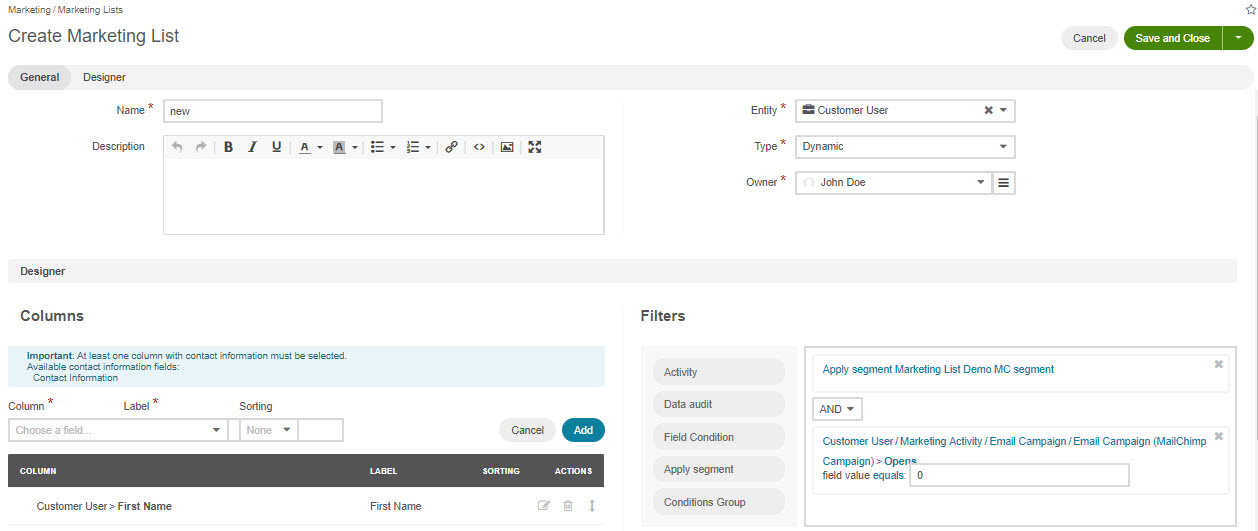 Marketing / Marketing Lists
Create Marketing List
Cancel
Save and Close
General
Designer
Name *
new
Entity *
Customer User
Description
B I U A A
Type *
Dynamic
Owner *
John Doe
Designer
Columns
Filters
Important: At least one column with contact information must be selected.
Available contact information fields:
Contact Information
Column * Label * Sorting
Choose a field...
None
Cancel
Add
COLUMN LABEL SORTING ACTIONS
Customer User > First Name First Name
Activity
Data audit
Field Condition
Apply segment
Conditions Group
Apply segment Marketing List Demo MC segment
AND
Customer User / Marketing Activity / Email Campaign / Email Campaign (MailChimp
Campaign) > Opens
field value equals: 0